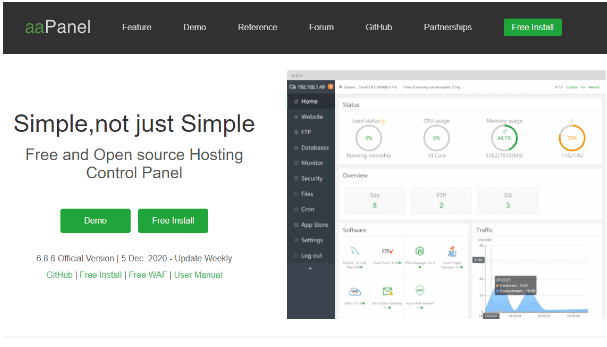 aaPanel
Feature Demo Reference Forum GitHub Partnerships Free Install
Simple,not just Simple
Free and Open source Hosting
Control Panel
Demo Free Install
6.8.6 Official Version | 5 Dec. 2020 - Update Weekly
GitHub | Free Install | Free WAF | User Manual
192.168.1.49
Home
Website
FTP
Databases
Monitor
Security
Files
Cron
App Store
Settings
Log out
Status
Load status CPU usage Memory usage
0% 0% 44.1% 79%
Running smoothly
Overview
Site FTP DB
8 2 3
Software
Traffic